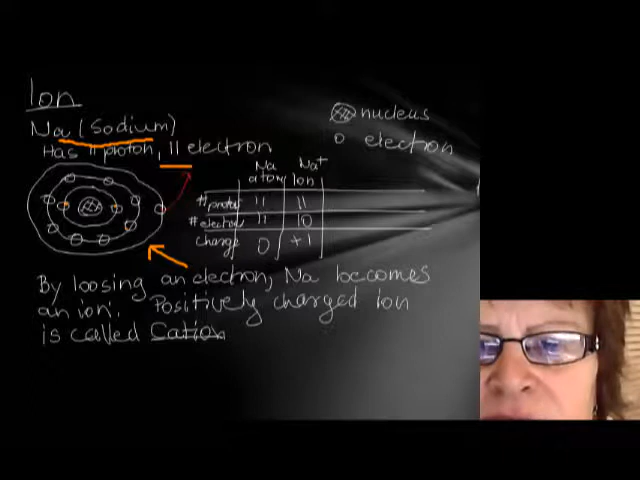 Ion
Na (Sodium)
Has 11 proton, 11 electron
nucleus
electron
Na atom Na+ Ion
# proton 11 11
# electron 11 10
charge 0 +1
By loosing an electron, Na becomes
an ion. Positively charged ion
is called Cation